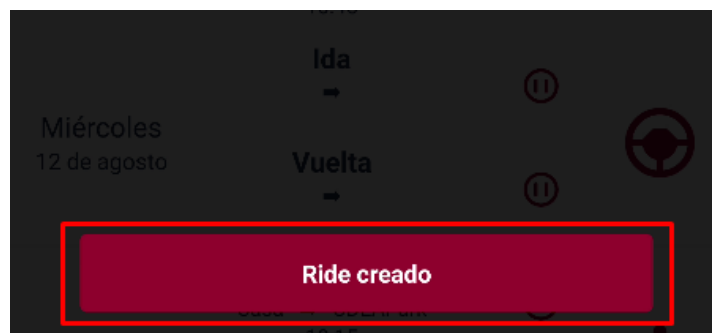 Ida
➡
Miércoles
12 de agosto
Vuelta
➡
Ride creado